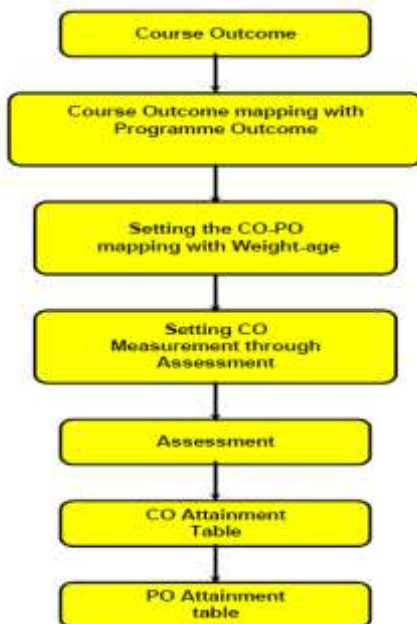 Course Outcome
Course Outcome mapping with
Programme Outcome
Setting the CO-PO
mapping with Weight-age
Setting CO
Measurement through
Assessment
Assessment
CO Attainment
Table
PO Attainment
table